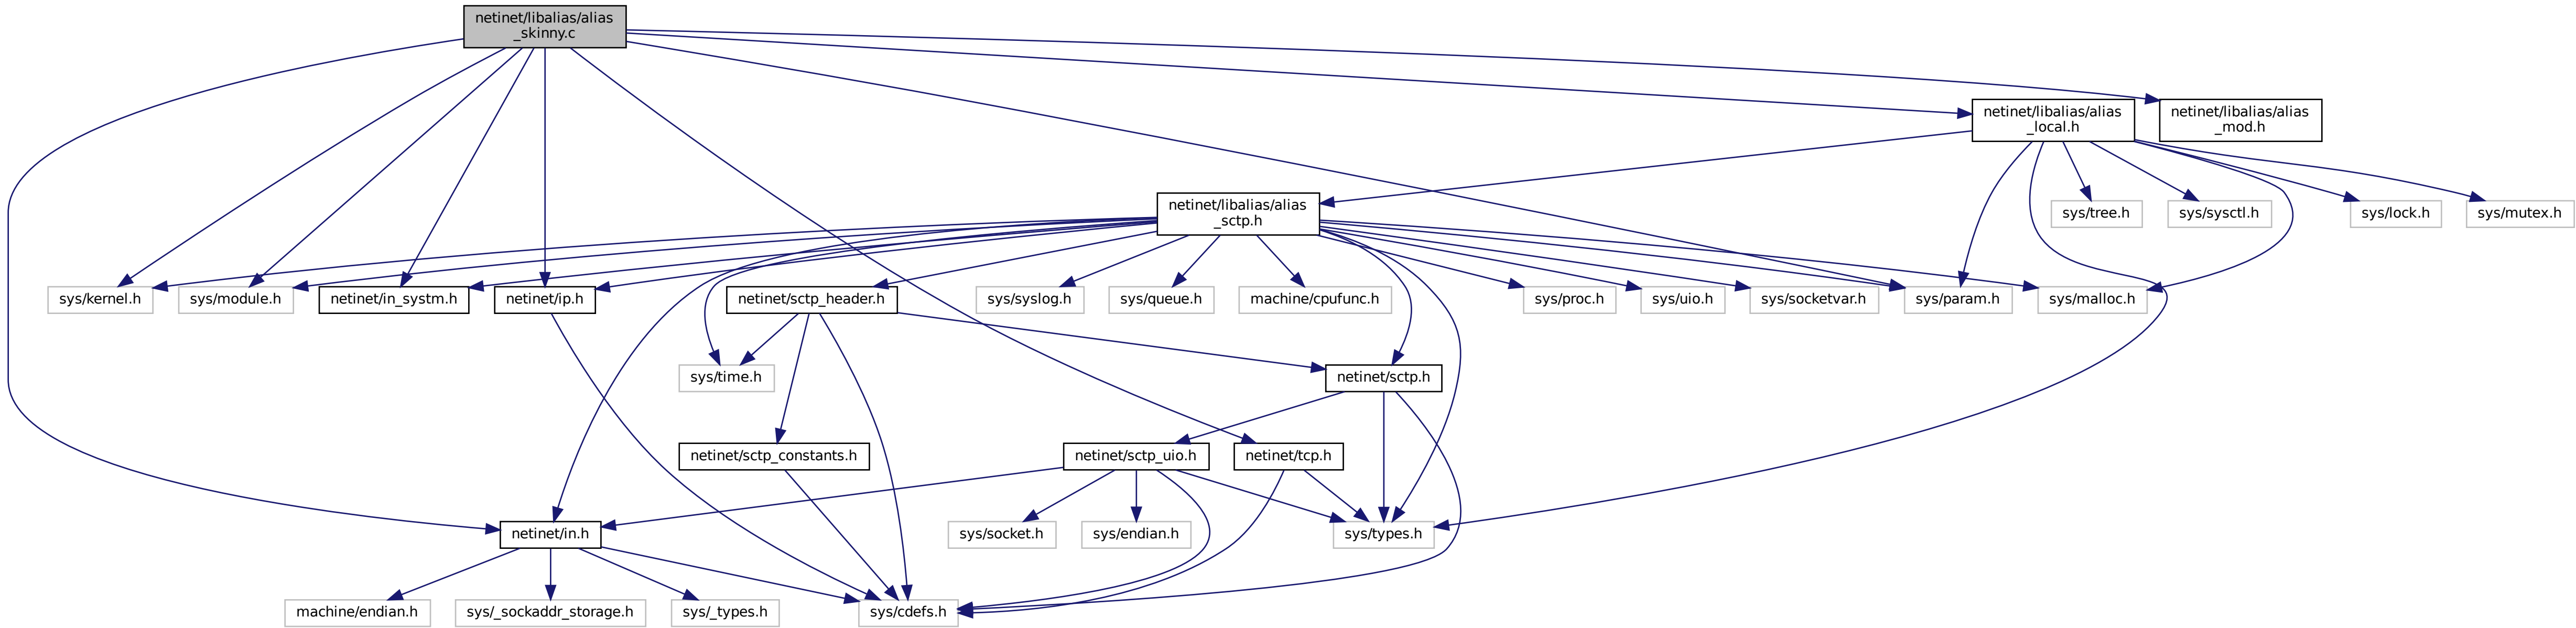 netinet/libalias/alias
_skinny.c
netinet/libalias/alias
_local.h
netinet/libalias/alias
_mod.h
netinet/libalias/alias
_sctp.h
sys/tree.h
sys/sysctl.h
sys/lock.h
sys/mutex.h
sys/kernel.h
sys/module.h
netinet/in_systm.h
netinet/ip.h
netinet/sctp_header.h
sys/syslog.h
sys/queue.h
machine/cpufunc.h
sys/proc.h
sys/uio.h
sys/socketvar.h
sys/param.h
sys/malloc.h
sys/time.h
netinet/sctp.h
netinet/sctp_constants.h
netinet/sctp_uio.h
netinet/tcp.h
netinet/in.h
sys/socket.h
sys/endian.h
sys/types.h
machine/endian.h
sys/_sockaddr_storage.h
sys/_types.h
sys/cdefs.h